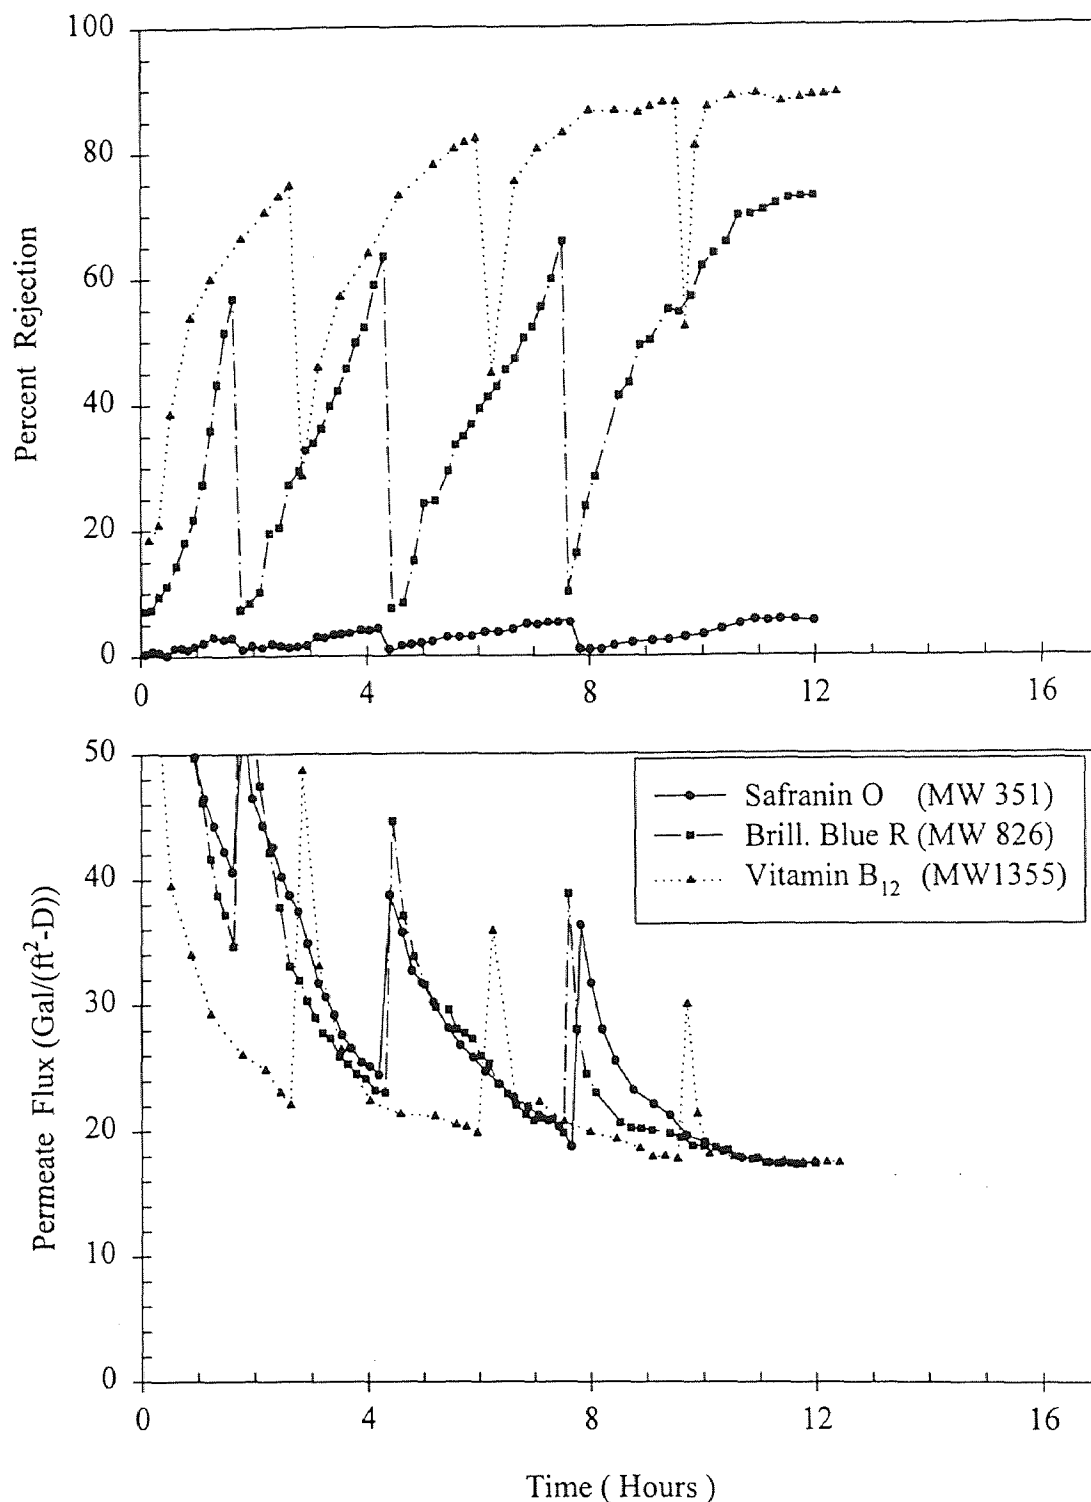 100
80
60
40
20
0
Percent Rejection
0 4 8 12 16
50
40
30
20
10
0
Permeate Flux (Gal/(ft²-D))
Safranin O (MW 351)
Brill. Blue R (MW 826)
Vitamin B₁₂ (MW1355)
0 4 8 12 16
Time ( Hours )